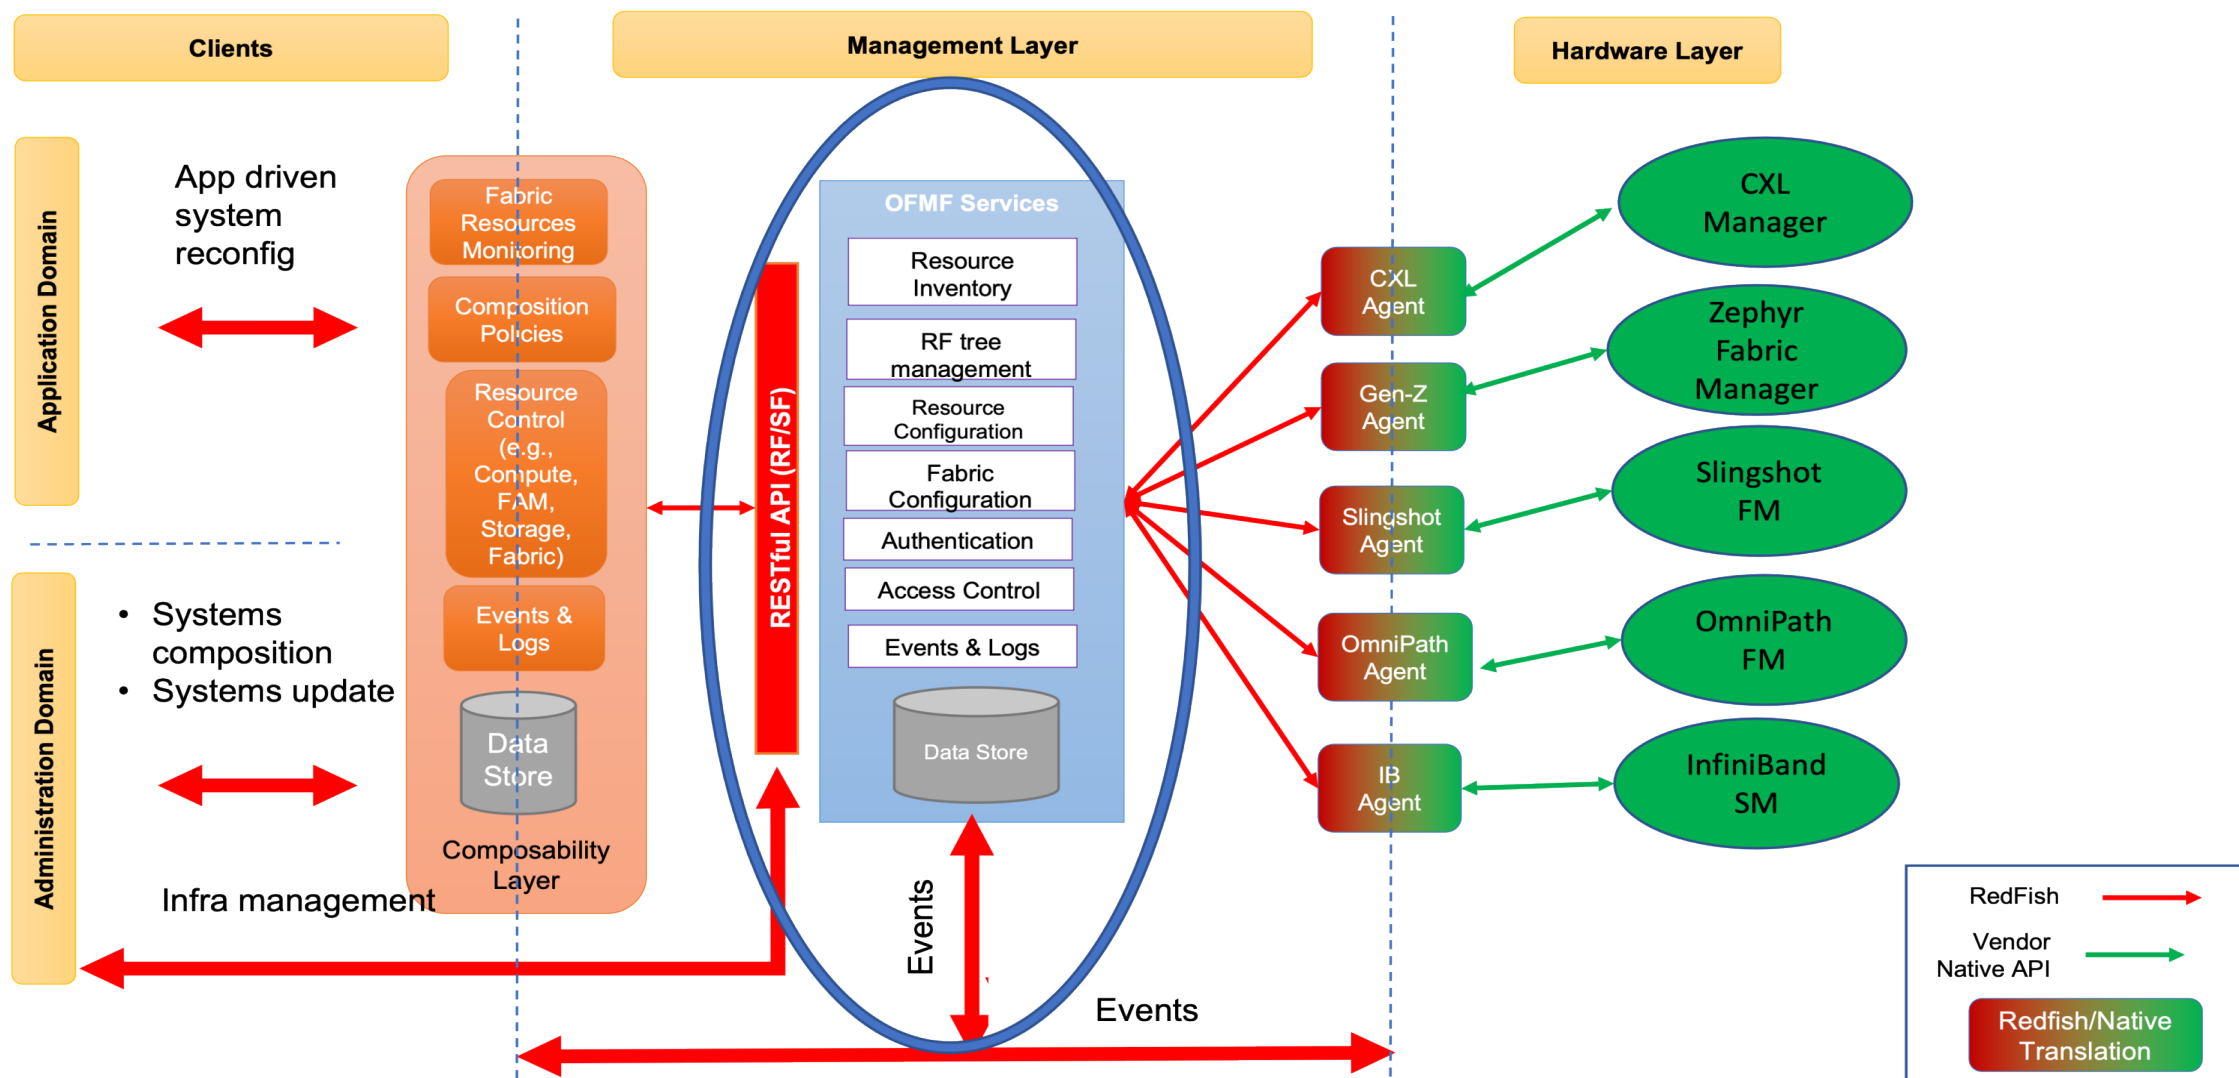 Clients
Management Layer
Hardware Layer
Application Domain
App driven
system
reconfig
Administration Domain
• Systems
composition
• Systems update
Infra management
Fabric
Resources
Monitoring
Composition
Policies
Resource
Control
(e.g.,
Compute,
FAM,
Storage,
Fabric)
Events &
Logs
Data
Store
Composability
Layer
RESTful API (RF/SF)
OFMF Services
Resource
Inventory
RF tree
management
Resource
Configuration
Fabric
Configuration
Authentication
Access Control
Events & Logs
Data Store
Events
Events
CXL
Agent
Gen-Z
Agent
Slingshot
Agent
OmniPath
Agent
IB
Agent
CXL
Manager
Zephyr
Fabric
Manager
Slingshot
FM
OmniPath
FM
InfiniBand
SM
RedFish
Vendor
Native API
Redfish/Native
Translation